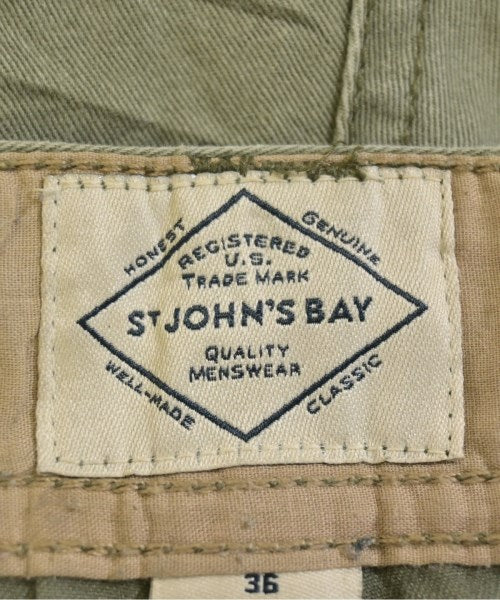 HONEST
GENUINE
REGISTERED
U.S.
TRADE MARK
ST JOHN'S BAY
QUALITY
MENSWEAR
WELL-MADE
CLASSIC
36